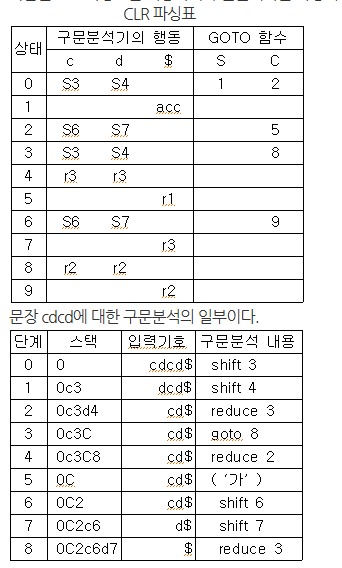 CLR 파싱표
상태 구문분석기의 행동 GOTO 함수
c d $ S C
0 S3 S4 1 2
1 acc
2 S6 S7 5
3 S3 S4 8
4 r3 r3
5 r1
6 S6 S7 9
7 r3
8 r2 r2
9 r2
문장 cdcd에 대한 구문분석의 일부이다.
단계 스택 입력기호 구문분석 내용
0 0 cdcd$ shift 3
1 0c3 dcd$ shift 4
2 0c3d4 cd$ reduce 3
3 0c3C cd$ goto 8
4 0c3C8 cd$ reduce 2
5 0C cd$ ( ‘가’ )
6 0C2 cd$ shift 6
7 0C2c6 d$ shift 7
8 0C2c6d7 $ reduce 3